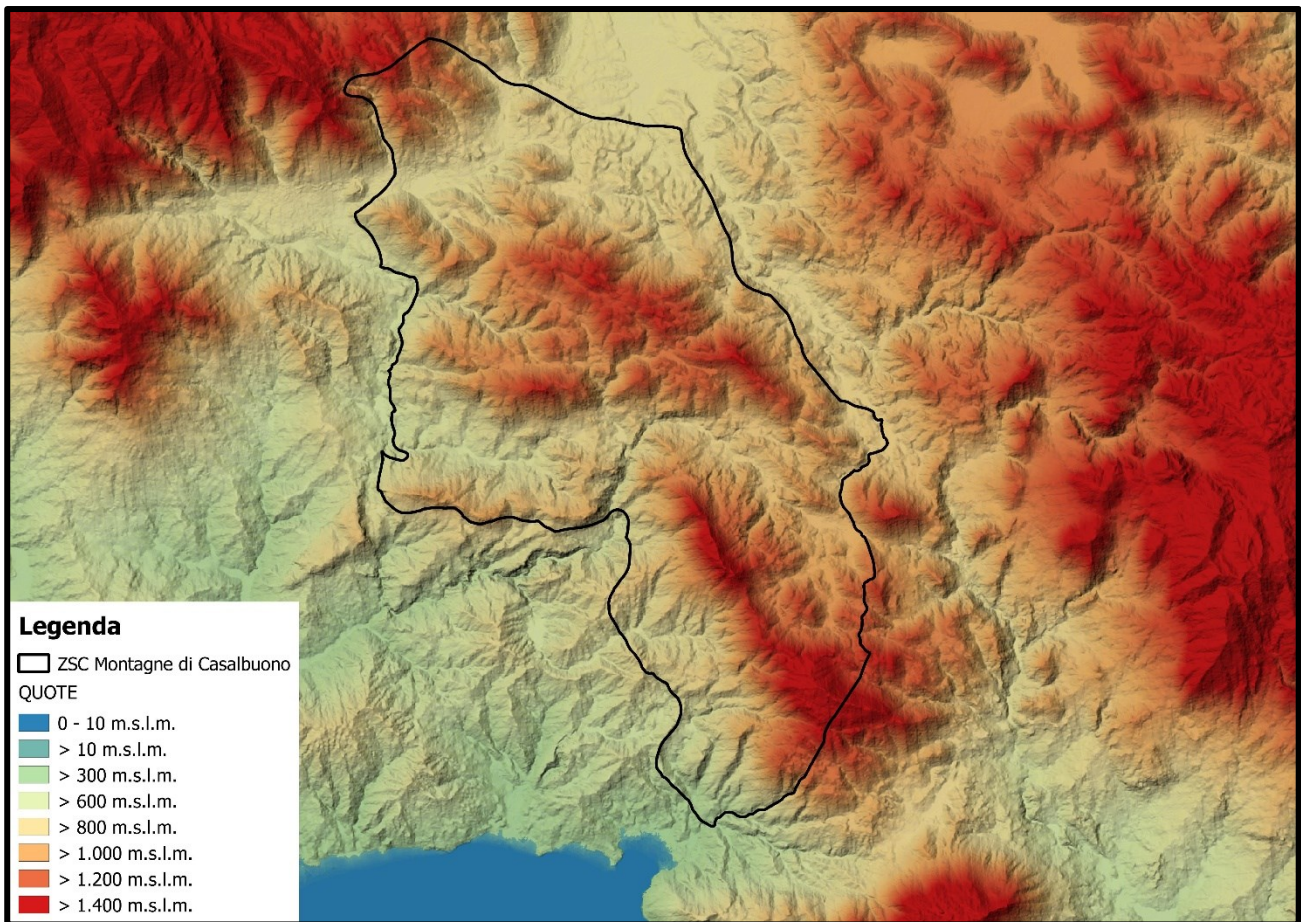 Legenda
ZSC Montagne di Casalbuono
QUOTE
0 - 10 m.s.l.m.
> 10 m.s.l.m.
> 300 m.s.l.m.
> 600 m.s.l.m.
> 800 m.s.l.m.
> 1.000 m.s.l.m.
> 1.200 m.s.l.m.
> 1.400 m.s.l.m.